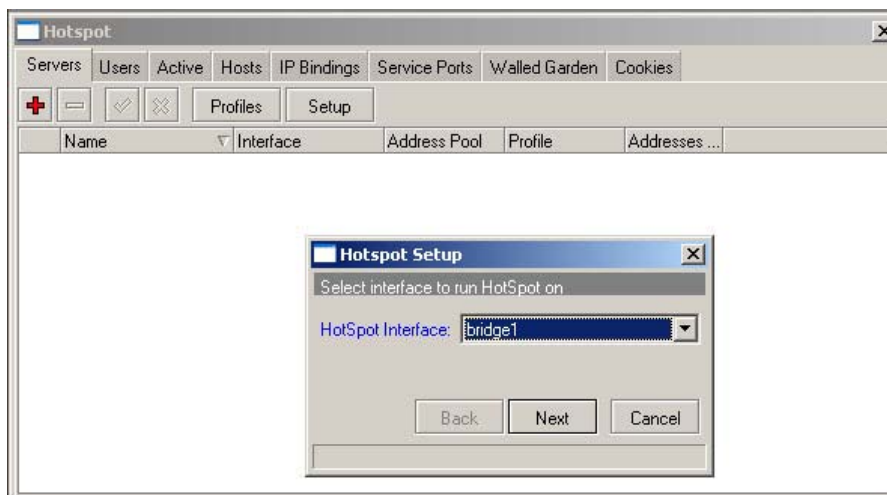 Hotspot
Servers Users Active Hosts IP Bindings Service Ports Walled Garden Cookies
Profiles Setup
Name Interface Address Pool Profile Addresses ...
Hotspot Setup
Select interface to run HotSpot on
HotSpot Interface: bridge1
Back Next Cancel